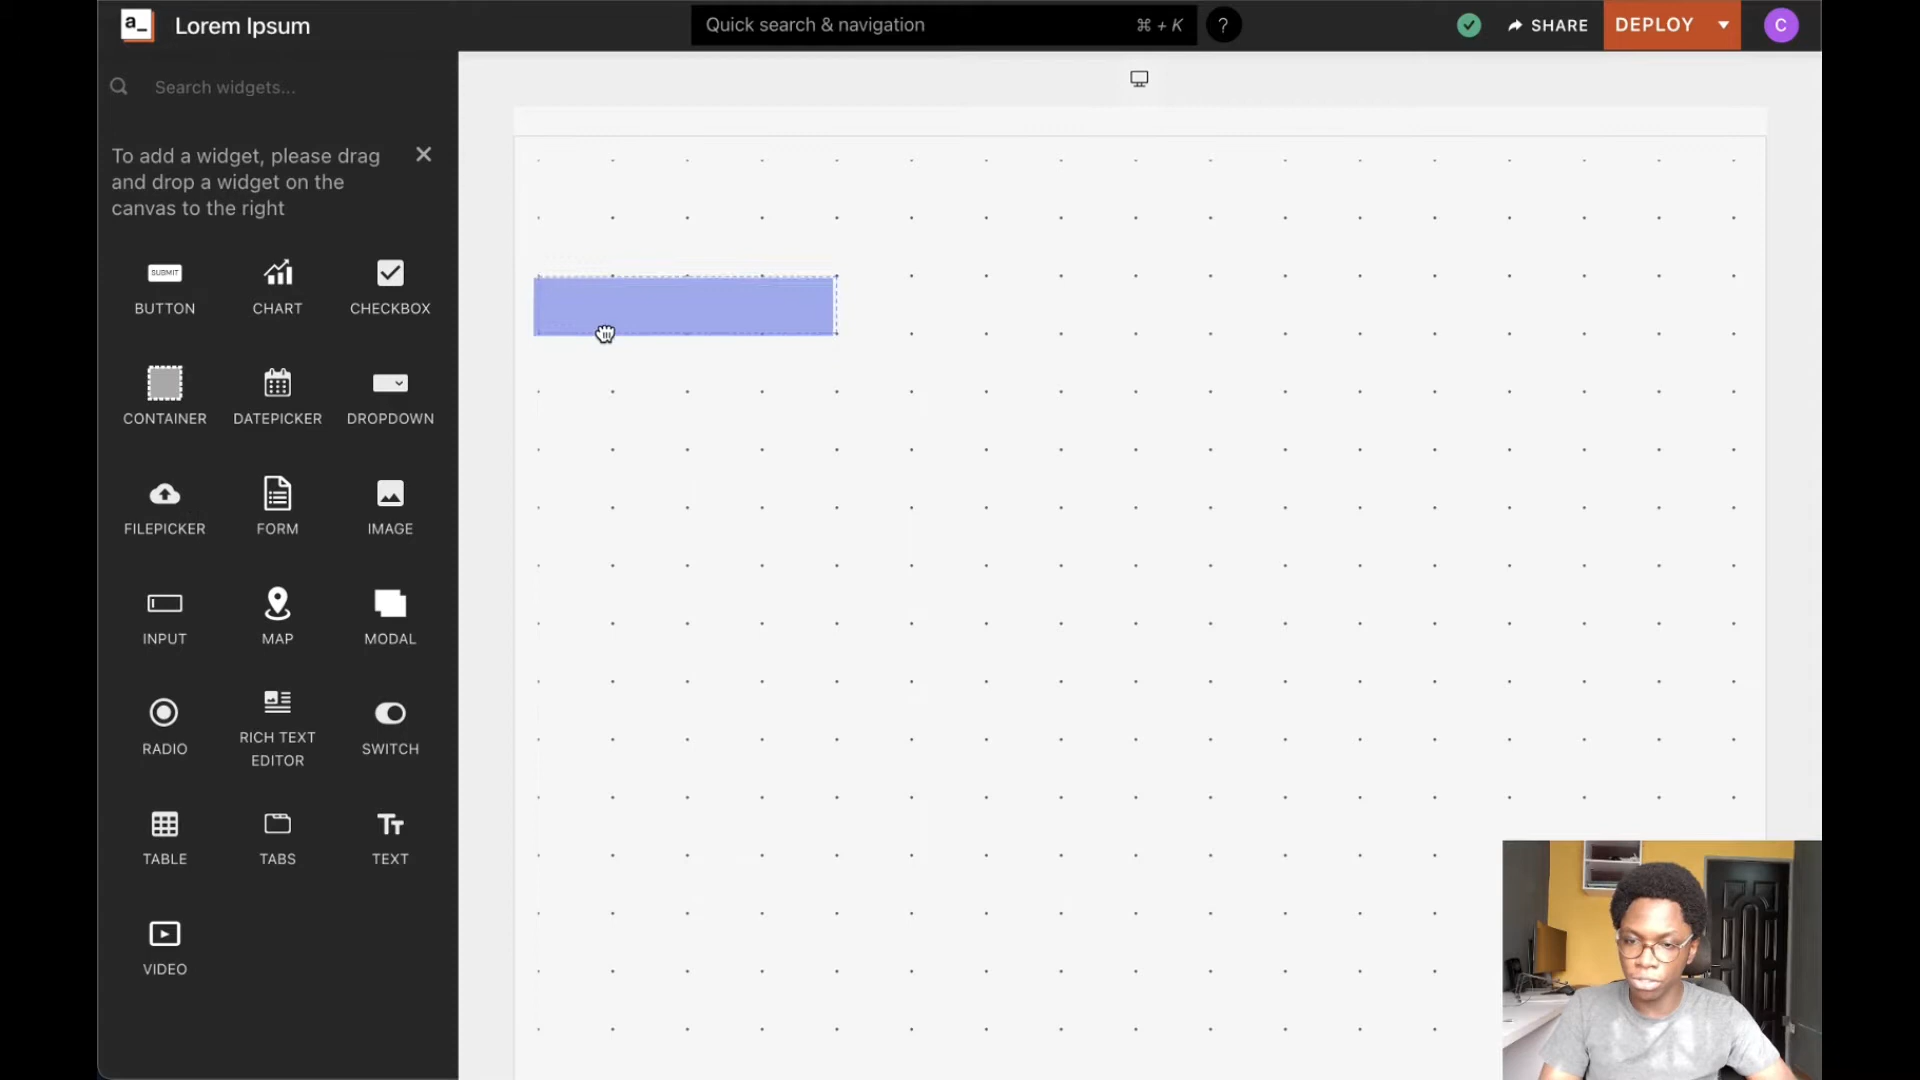 a_ Lorem Ipsum
Quick search & navigation ⌘ + K ?
SHARE
DEPLOY
C
Search widgets...
To add a widget, please drag
and drop a widget on the
canvas to the right
SUBMIT
BUTTON CHART CHECKBOX
CONTAINER DATEPICKER DROPDOWN
FILEPICKER FORM IMAGE
INPUT MAP MODAL
RADIO RICH TEXT
EDITOR SWITCH
TABLE TABS TT TEXT
VIDEO